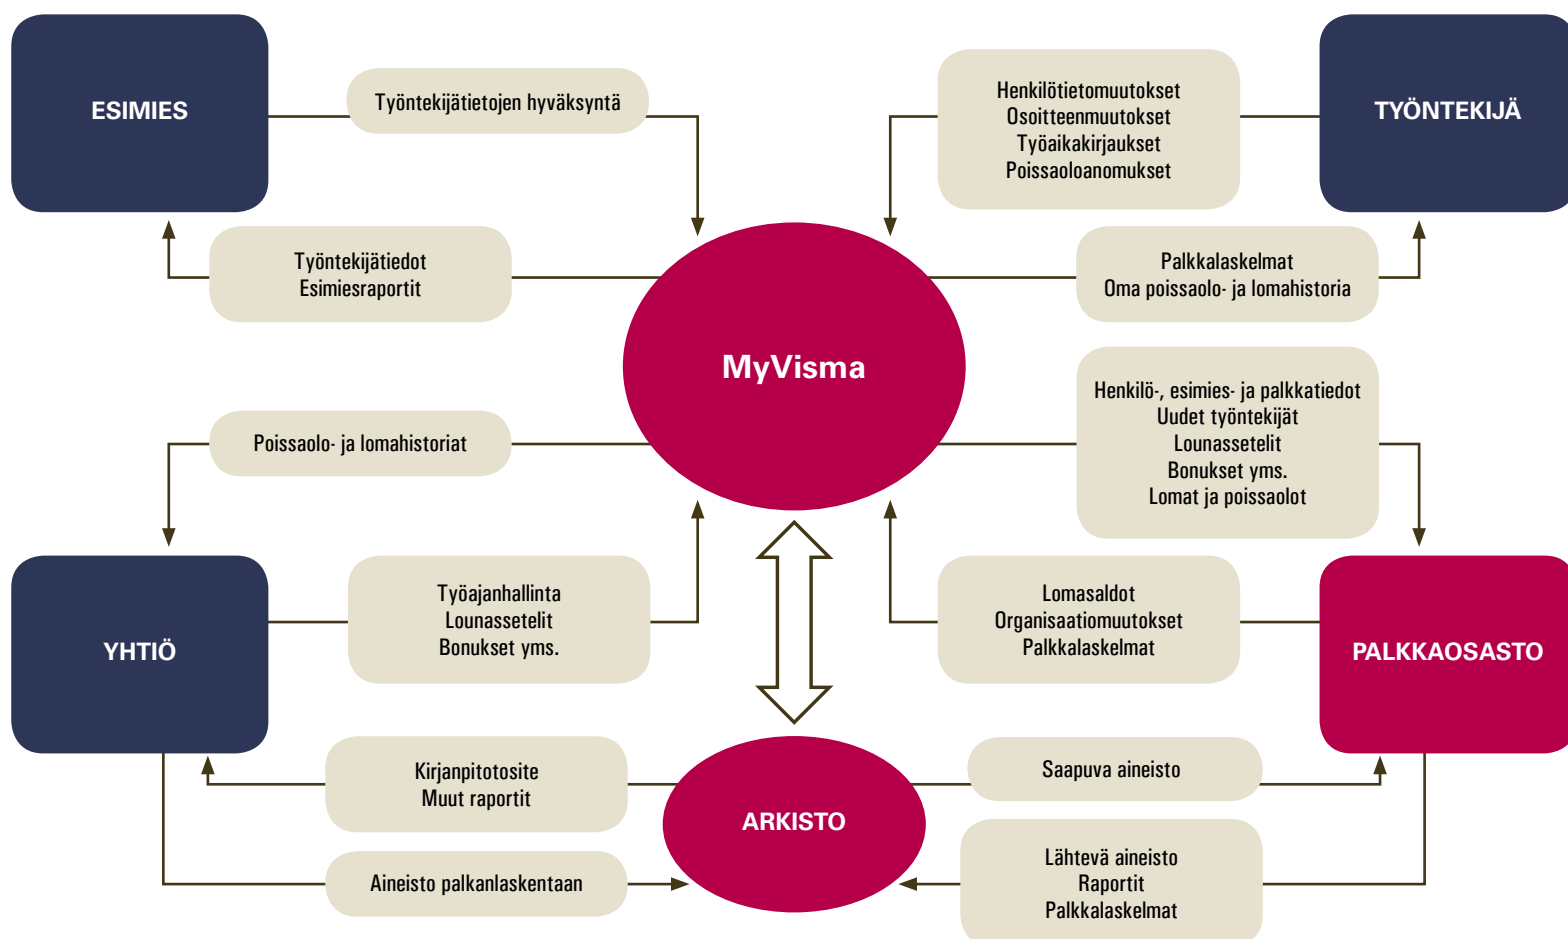 ESIMIES
Työntekijätietojen hyväksyntä
Henkilötietomuutokset
Osoitteenmuutokset
Työaikakirjaukset
Poissaoloanomukset
TYÖNTEKIJÄ
Työntekijätiedot
Esimiesraportit
Palkkalaskelmat
Oma poissaolo- ja lomahistoria
MyVisma
Poissaolo- ja lomahistoriat
Henkilö-, esimies- ja palkkatiedot
Uudet työntekijät
Lounassetelit
Bonukset yms.
Lomat ja poissaolot
YHTIÖ
Työajanhallinta
Lounassetelit
Bonukset yms.
Lomasaldot
Organisaatiomuutokset
Palkkalaskelmat
PALKKAOSASTO
Kirjanpitotosite
Muut raportit
Saapuva aineisto
ARKISTO
Aineisto palkanlaskentaan
Lähtevä aineisto
Raportit
Palkkalaskelmat